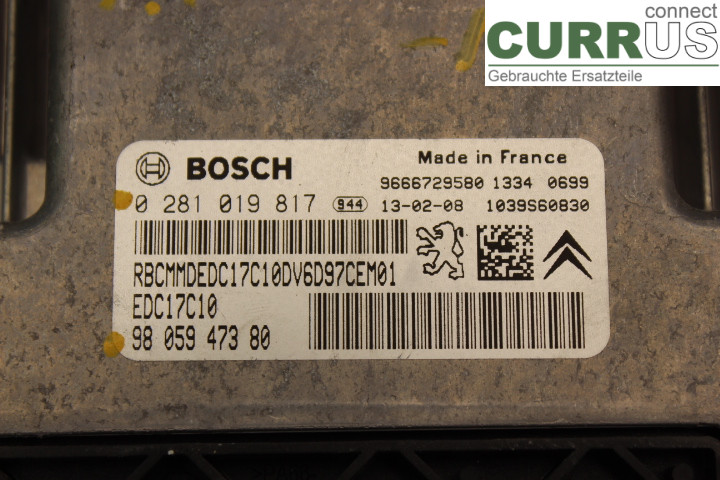 connect
CURRUS
Gebrauchte Ersatzteile
BOSCH
Made in France
9666729580 1334 0699
0 281 019 817 944 13-02-08 1039S60830
RBCMMDEDC17C10DV6D97CEM01
EDC17C10
98 059 473 80